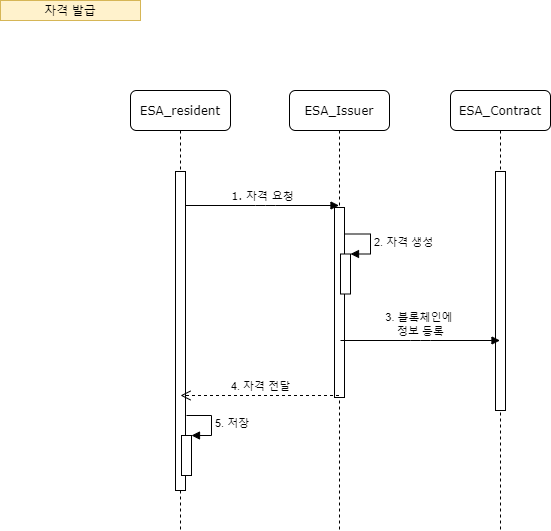 자격 발급
ESA_resident
ESA_Issuer
ESA_Contract
1. 자격 요청
2. 자격 생성
3. 블록체인에
정보 등록
4. 자격 전달
5. 저장